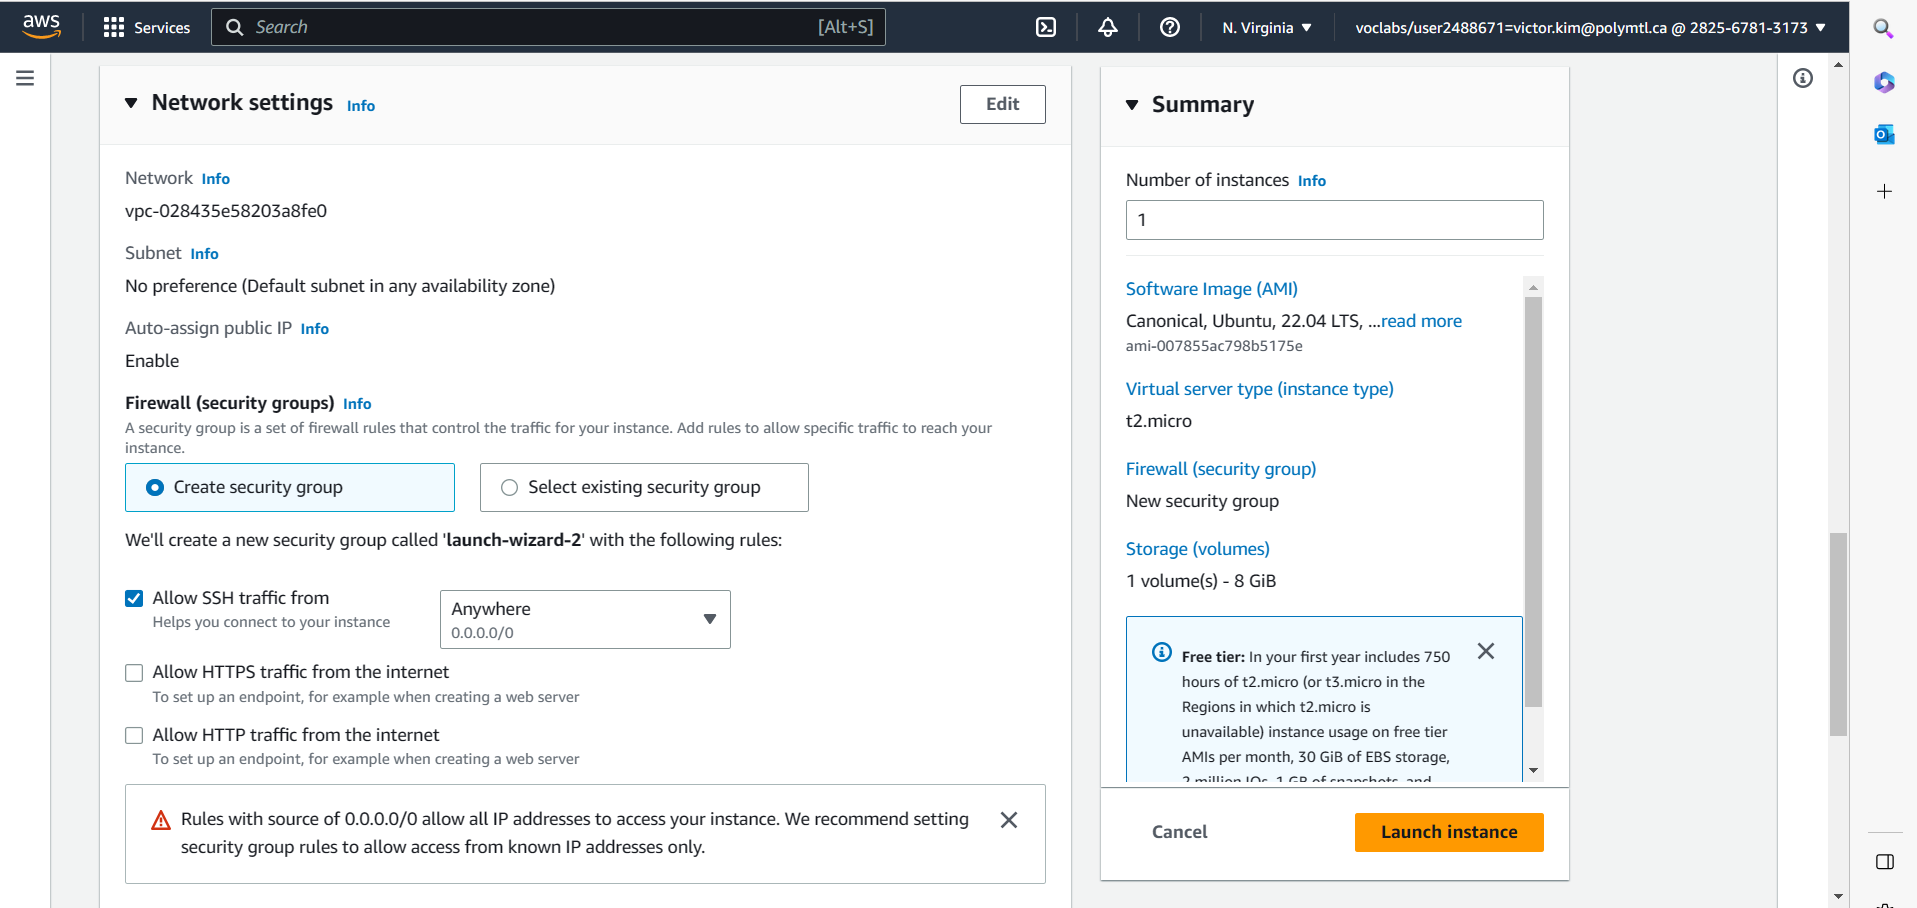 aws
Services
Search
[Alt+S]
N. Virginia
voclabs/user2488671=victor.kim@polymtl.ca @ 2825-6781-3173
Network settings Info
Edit
Network Info
vpc-028435e58203a8fe0
Subnet Info
No preference (Default subnet in any availability zone)
Auto-assign public IP Info
Enable
Firewall (security groups) Info
A security group is a set of firewall rules that control the traffic for your instance. Add rules to allow specific traffic to reach your
instance.
Create security group
Select existing security group
We'll create a new security group called 'launch-wizard-2' with the following rules:
Allow SSH traffic from
Helps you connect to your instance
Anywhere
0.0.0.0/0
Allow HTTPS traffic from the internet
To set up an endpoint, for example when creating a web server
Allow HTTP traffic from the internet
To set up an endpoint, for example when creating a web server
Rules with source of 0.0.0.0/0 allow all IP addresses to access your instance. We recommend setting
security group rules to allow access from known IP addresses only.
Summary
Number of instances Info
1
Software Image (AMI)
Canonical, Ubuntu, 22.04 LTS, ...read more
ami-007855ac798b5175e
Virtual server type (instance type)
t2.micro
Firewall (security group)
New security group
Storage (volumes)
1 volume(s) - 8 GiB
Free tier: In your first year includes 750
hours of t2.micro (or t3.micro in the
Regions in which t2.micro is
unavailable) instance usage on free tier
AMIs per month, 30 GiB of EBS storage,
2 million IOs, 1 GB of snapshots, and
Cancel
Launch instance